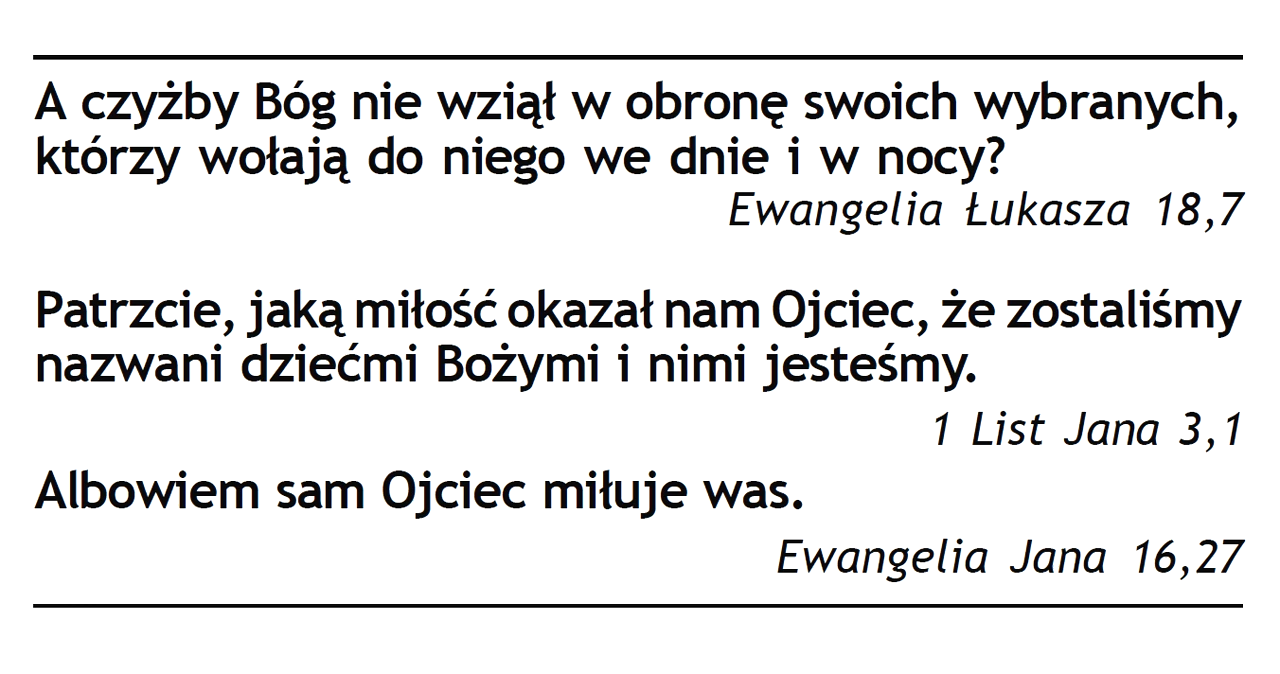 A czyżby Bóg nie wziął w obronę swoich wybranych,
którzy wołają do niego we dnie i w nocy?
Ewangelia Łukasza 18,7
Patrzcie, jaką miłość okazał nam Ojciec, że zostaliśmy
nazwani dziećmi Bożymi i nimi jesteśmy.
1 List Jana 3,1
Albowiem sam Ojciec miłuje was.
Ewangelia Jana 16,27